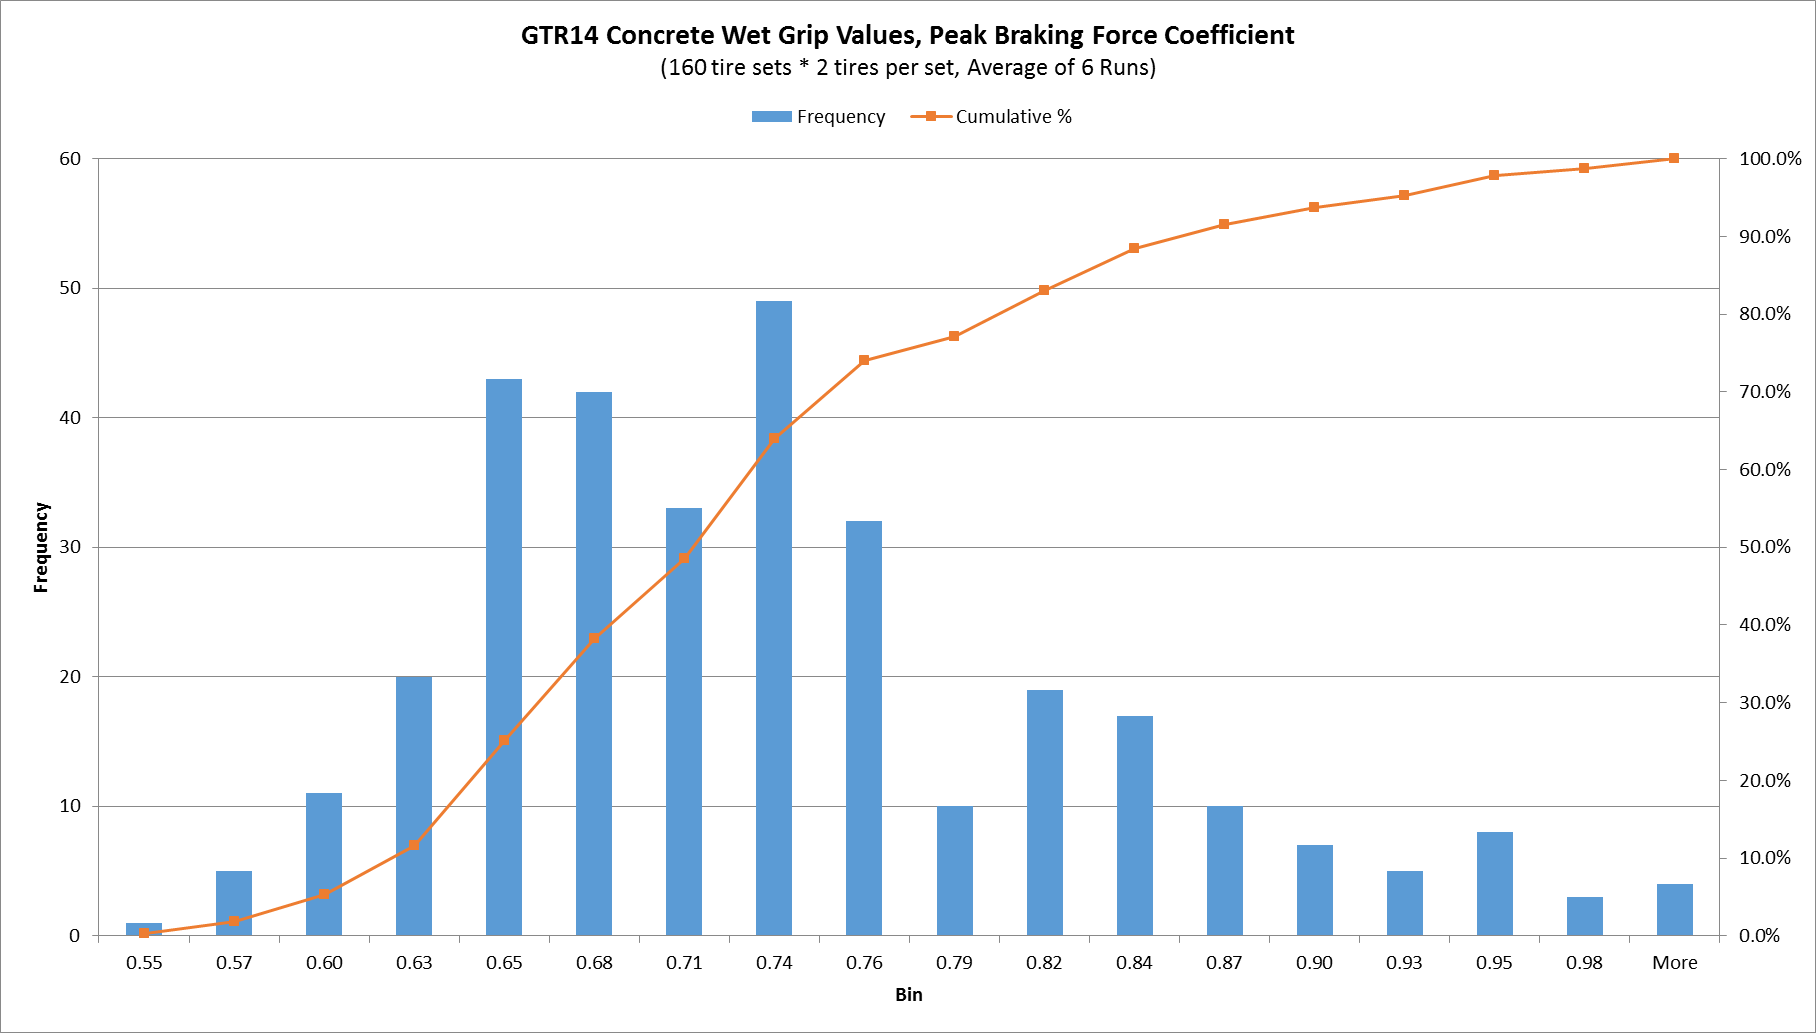 GTR14 Concrete Wet Grip Values, Peak Braking Force Coefficient
(160 tire sets * 2 tires per set, Average of 6 Runs)
Frequency
Cumulative %
60
50
40
30
20
10
0
Frequency
100.0%
90.0%
80.0%
70.0%
60.0%
50.0%
40.0%
30.0%
20.0%
10.0%
0.0%
0.55 0.57 0.60 0.63 0.65 0.68 0.71 0.74 0.76 0.79 0.82 0.84 0.87 0.90 0.93 0.95 0.98 More
Bin